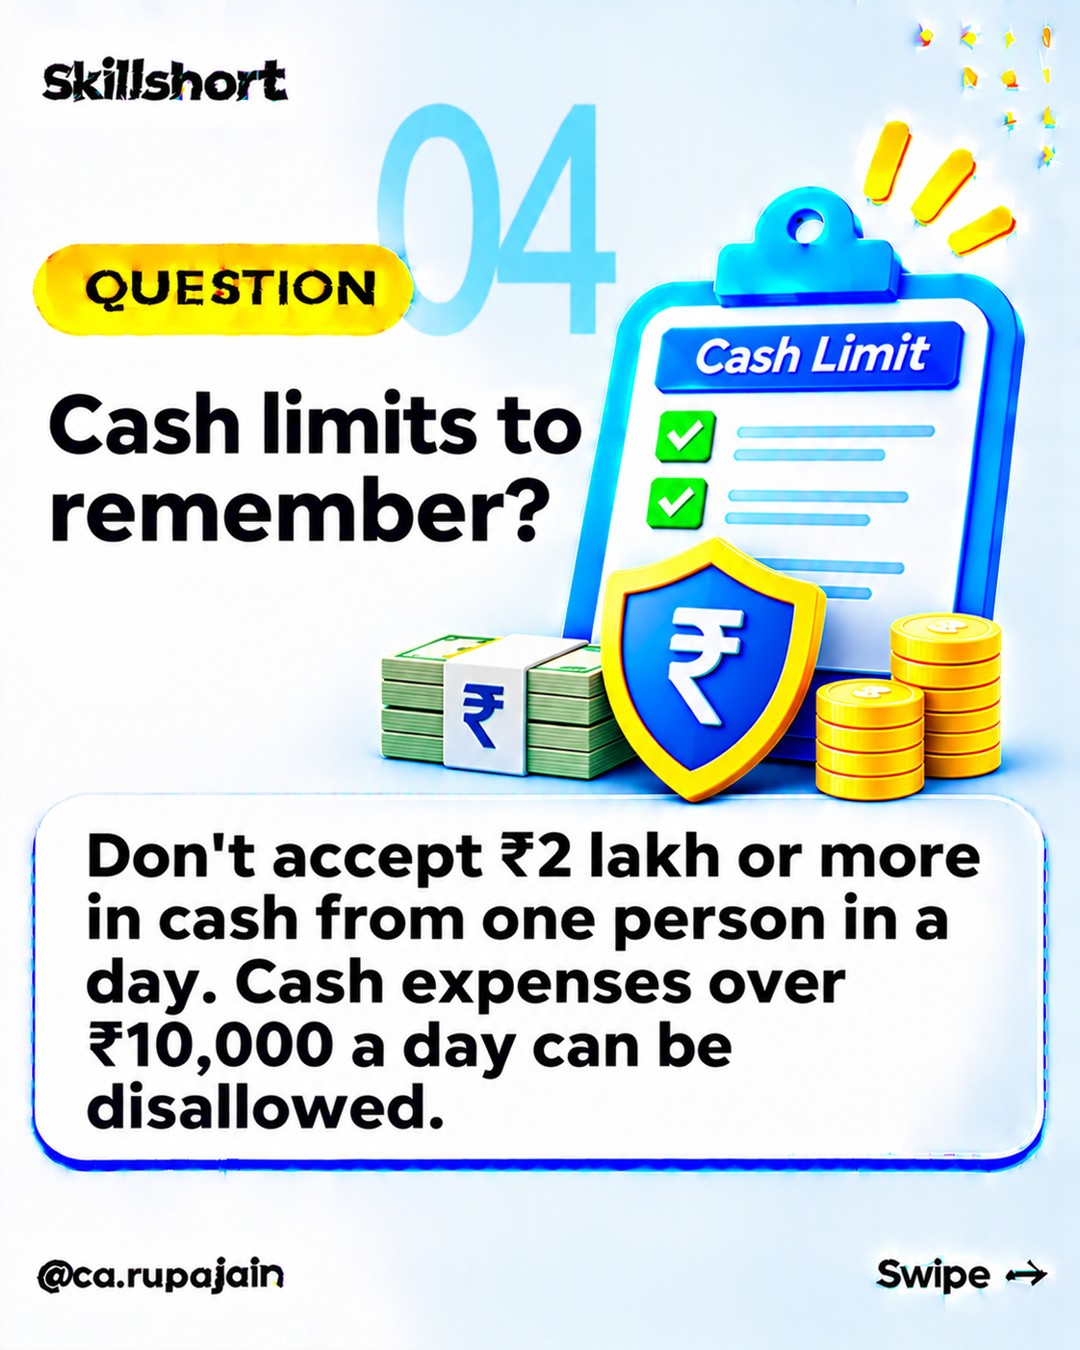 Skillshort
04
QUESTION
Cash Limit
Cash limits to
remember?
₹
₹
Don't accept ₹2 lakh or more
in cash from one person in a
day. Cash expenses over
₹10,000 a day can be
disallowed.
@ca.rupajain
Swipe →